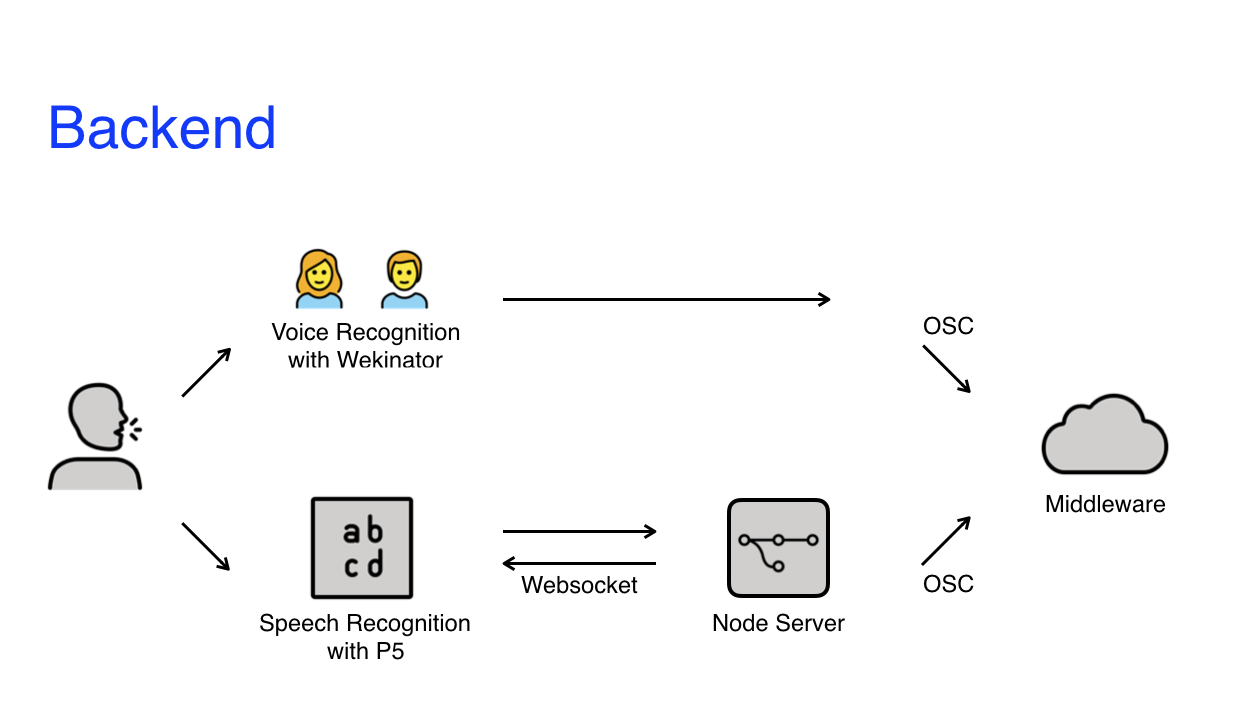 Backend
Voice Recognition
with Wekinator
OSC
Middleware
ab
cd
Websocket
OSC
Speech Recognition
with P5
Node Server